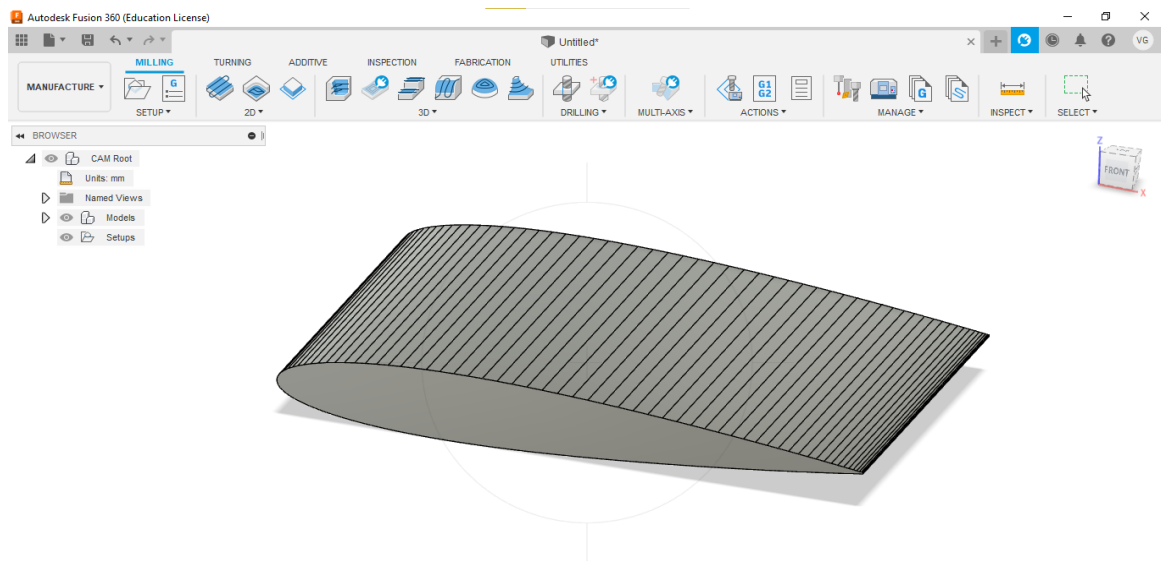 Autodesk Fusion 360 (Education License)
Untitled*
VG
MILLING TURNING ADDITIVE INSPECTION FABRICATION UTILITIES
MANUFACTURE
G
G1
G2
G
S
SETUP 2D 3D DRILLING MULTI-AXIS ACTIONS MANAGE INSPECT SELECT
BROWSER
CAM Root
Units: mm
Named Views
Models
Setups
Z
FRONT
X